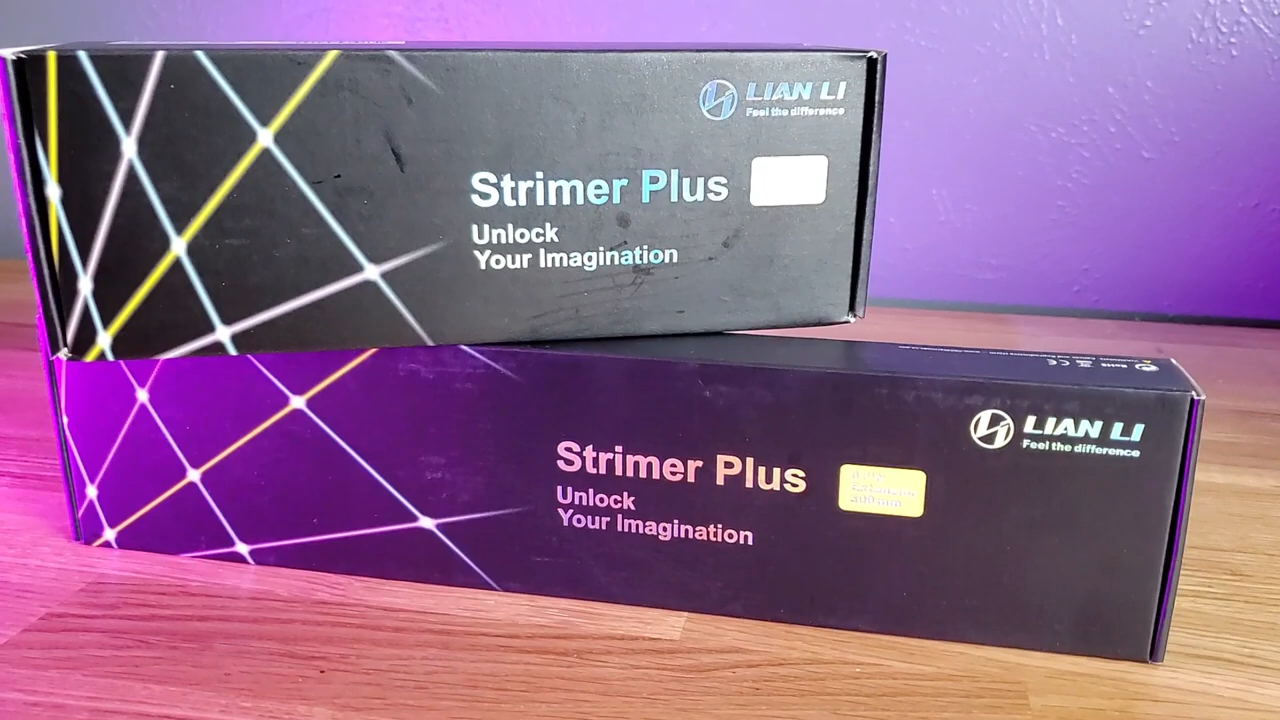 LIAN LI
Feel the difference
Strimer Plus
Unlock
Your Imagination
RoHS
LIAN LI
Feel the difference
Strimer Plus
Unlock
Your Imagination